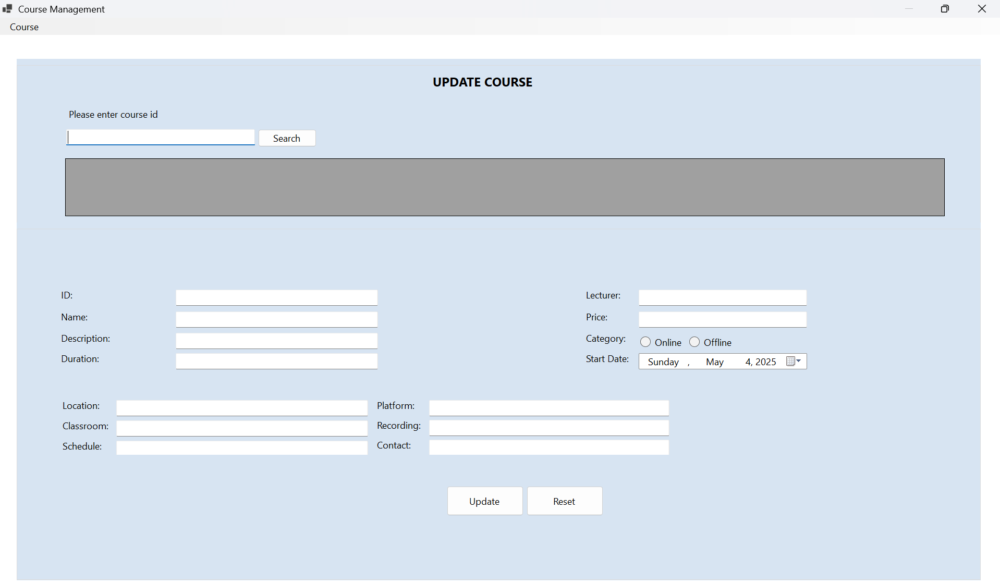 Course Management
Course
UPDATE COURSE
Please enter course id
Search
ID:
Lecturer:
Name:
Price:
Description:
Category: Online Offline
Duration:
Start Date: Sunday , May 4, 2025
Location:
Platform:
Classroom:
Recording:
Schedule:
Contact:
Update Reset